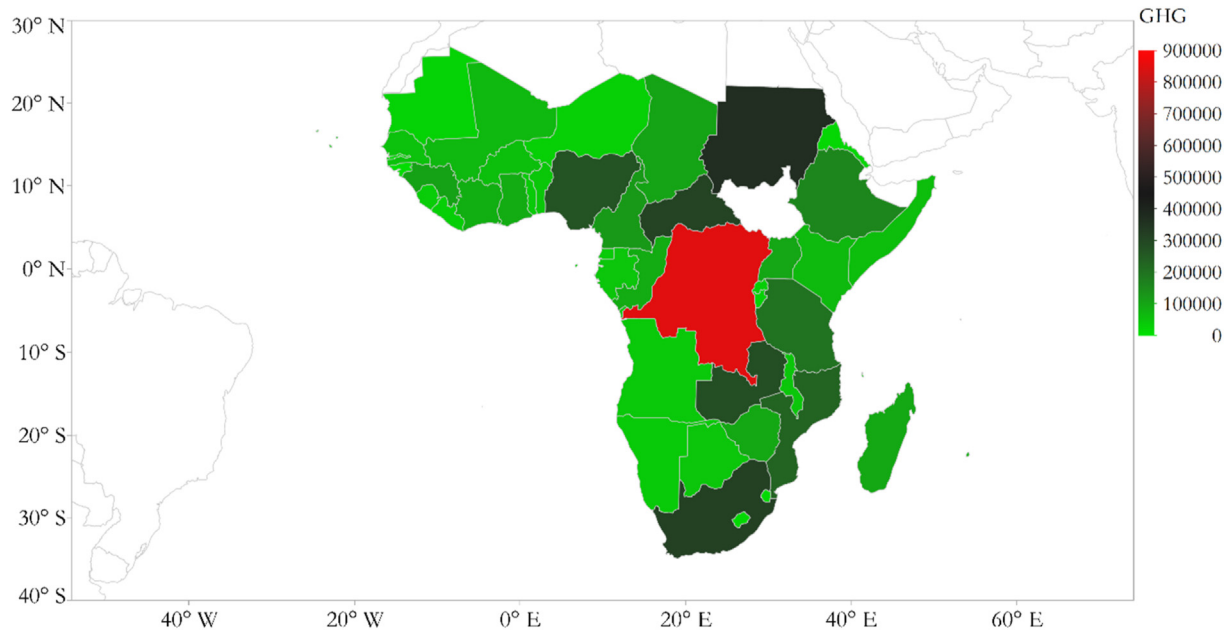 GHG
30° N
20° N
10° N
0° N
10° S
20° S
30° S
40° S
40° W
20° W
0° E
20° E
40° E
60° E
900000
800000
700000
600000
500000
400000
300000
200000
100000
0